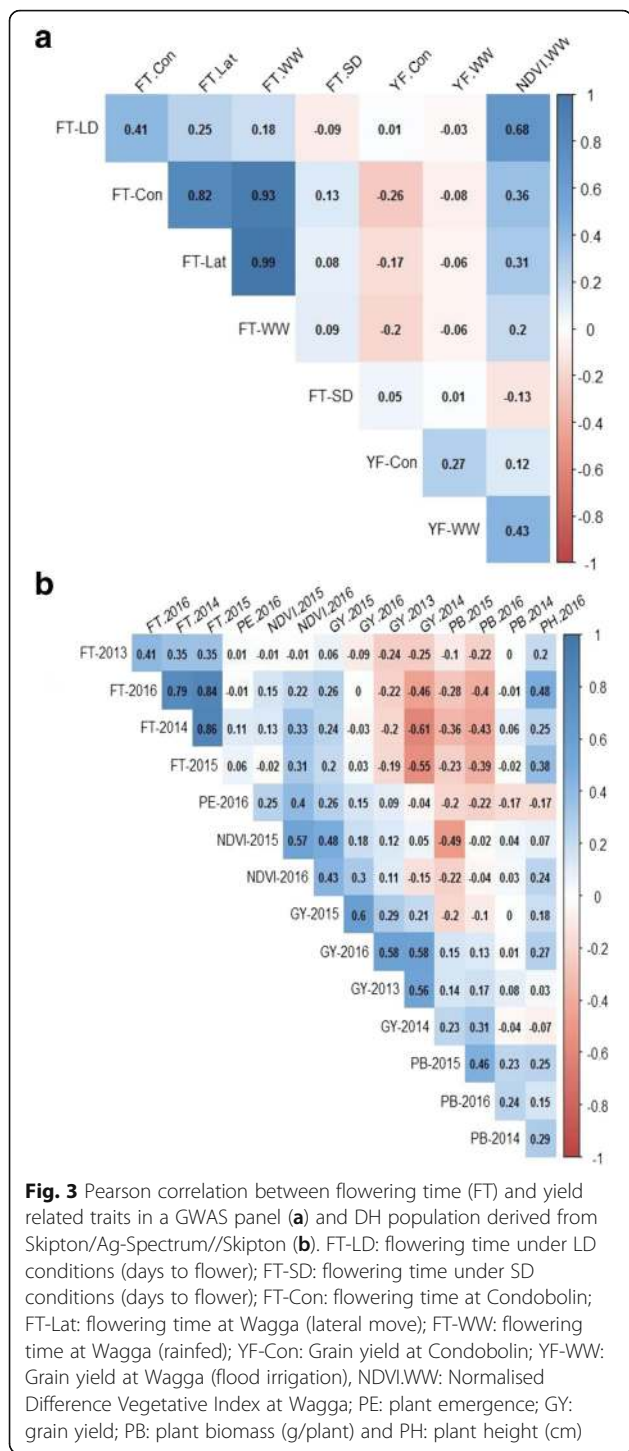 a
FT.Con FT.Lat FT.WW FT.SD YF.Con YF.WW NDVI.WW
FT-LD 0.41 0.25 0.18 -0.09 0.01 -0.03 0.68
FT-Con 0.82 0.93 0.13 -0.26 -0.08 0.36
FT-Lat 0.99 0.08 -0.17 -0.06 0.31
FT-WW 0.09 -0.2 -0.06 0.2
FT-SD 0.05 0.01 -0.13
YF-Con 0.27 0.12
YF-WW 0.43
1
0.8
0.6
0.4
0.2
0
-0.2
-0.4
-0.6
-0.8
-1
b
FT.2016 FT.2014 FT.2015 PE.2016 NDVI.2015 NDVI.2016 GY.2015 GY.2016 GY.2013 GY.2014 PB.2015 PB.2016 PB.2014 PH.2016
FT-2013 0.41 0.35 0.35 0.01 -0.01 -0.01 0.06 -0.09 -0.24 -0.25 -0.1 -0.22 0 0.2
FT-2016 0.79 0.84 -0.01 0.15 0.22 0.26 0 -0.22 -0.46 -0.28 -0.4 -0.01 0.48
FT-2014 0.86 0.11 0.13 0.33 0.24 -0.03 -0.2 -0.61 -0.36 -0.43 0.06 0.25
FT-2015 0.06 -0.02 0.31 0.2 0.03 -0.19 -0.55 -0.23 -0.39 -0.02 0.38
PE-2016 0.25 0.4 0.26 0.15 0.09 -0.04 -0.2 -0.22 -0.17 -0.17
NDVI-2015 0.57 0.48 0.18 0.12 0.05 -0.49 -0.02 0.04 0.07
NDVI-2016 0.43 0.3 0.11 -0.15 -0.22 -0.04 0.03 0.24
GY-2015 0.6 0.29 0.21 -0.2 -0.1 0 0.18
GY-2016 0.58 0.58 0.15 0.13 0.01 0.27
GY-2013 0.56 0.14 0.17 0.08 0.03
GY-2014 0.23 0.31 -0.04 -0.07
PB-2015 0.46 0.23 0.25
PB-2016 0.24 0.15
PB-2014 0.29
1
0.8
0.6
0.4
0.2
0
-0.2
-0.4
-0.6
-0.8
-1
Fig. 3 Pearson correlation between flowering time (FT) and yield
related traits in a GWAS panel (a) and DH population derived from
Skipton/Ag-Spectrum//Skipton (b). FT-LD: flowering time under LD
conditions (days to flower); FT-SD: flowering time under SD
conditions (days to flower); FT-Con: flowering time at Condobolin;
FT-Lat: flowering time at Wagga (lateral move); FT-WW: flowering
time at Wagga (rainfed); YF-Con: Grain yield at Condobolin; YF-WW:
Grain yield at Wagga (flood irrigation), NDVI.WW: Normalised
Difference Vegetative Index at Wagga; PE: plant emergence; GY:
grain yield; PB: plant biomass (g/plant) and PH: plant height (cm)